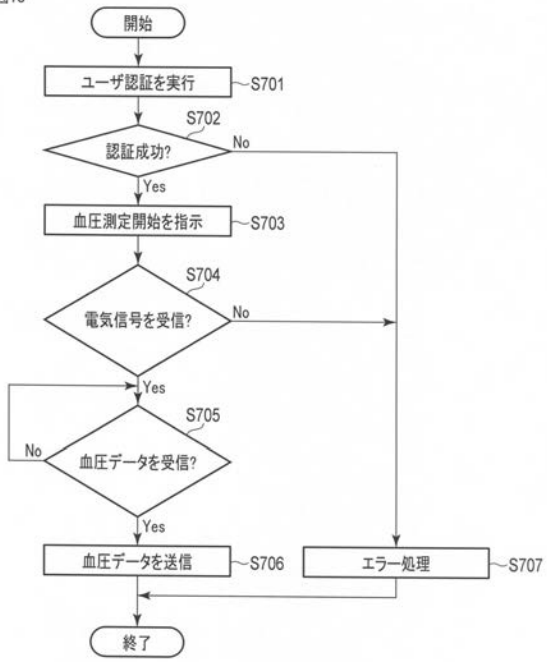 開始
ユーザ認証を実行
S701
S702
認証成功?
No
Yes
血圧測定開始を指示
S703
S704
電気信号を受信?
No
Yes
S705
血圧データを受信?
No
Yes
血圧データを送信
S706
エラー処理
S707
終了